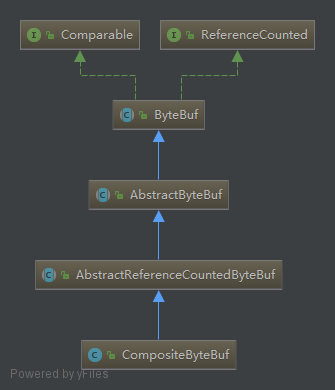 I Comparable
I ReferenceCounted
C ByteBuf
C AbstractByteBuf
C AbstractReferenceCountedByteBuf
C CompositeByteBuf
Powered by yFiles